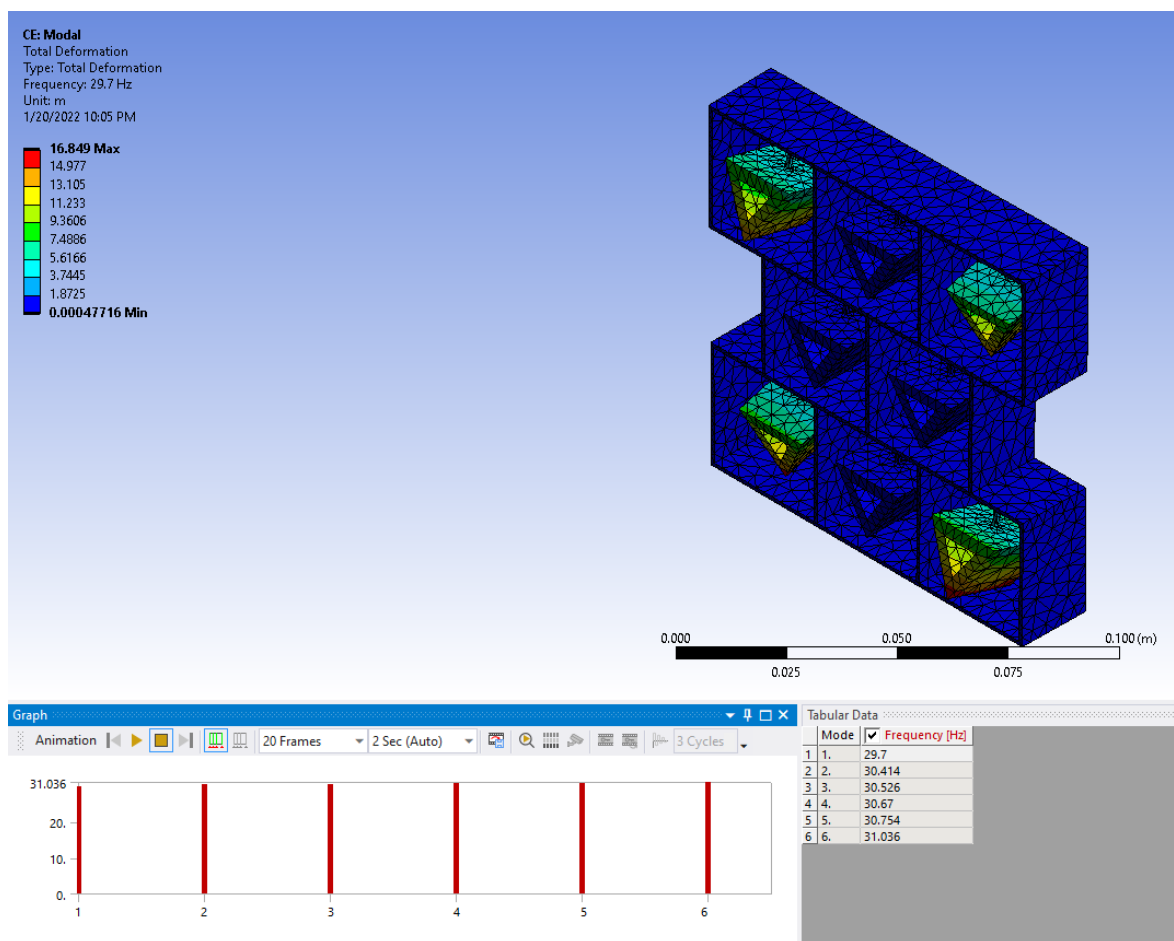 CE: Modal
Total Deformation
Type: Total Deformation
Frequency: 29.7 Hz
Unit: m
1/20/2022 10:05 PM
16.849 Max
14.977
13.105
11.233
9.3606
7.4886
5.6166
3.7445
1.8725
0.00047716 Min
0.000 0.050 0.100 (m)
0.025 0.075
Graph
Animation 20 Frames 2 Sec (Auto) 3 Cycles
31.036
20.
10.
0.
1 2 3 4 5 6
Tabular Data
Mode Frequency [Hz]
1 1. 29.7
2 2. 30.414
3 3. 30.526
4 4. 30.67
5 5. 30.754
6 6. 31.036